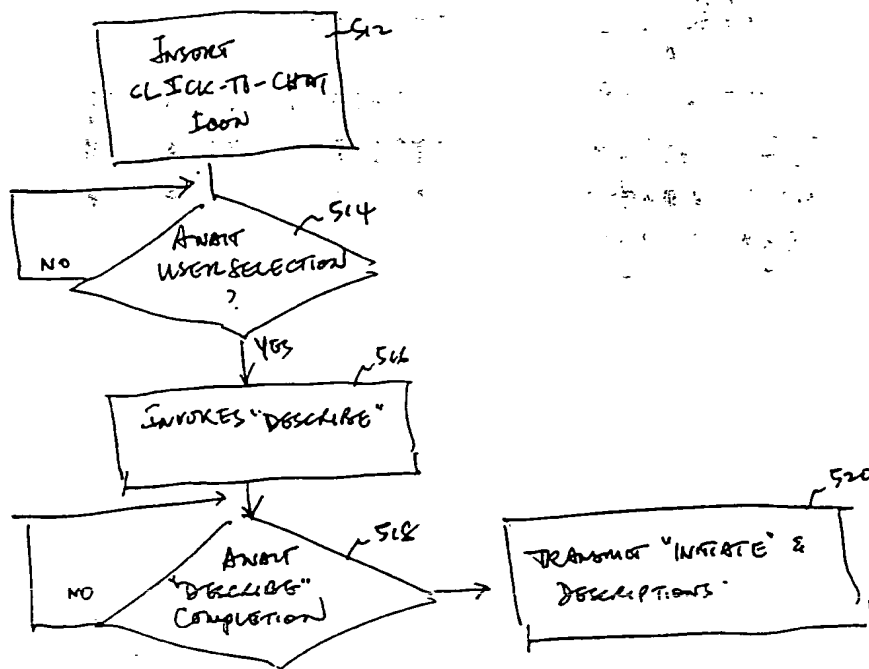 512
INSERT
CLICK-TO-CHAT
ICON
514
AWAIT
USER SELECTION
?
NO
YES
516
INVOKES "DESCRIBE"
518
AWAIT
"DESCRIBE"
COMPLETION
NO
520
TRANSMIT "INITIATE" &
DESCRIPTIONS